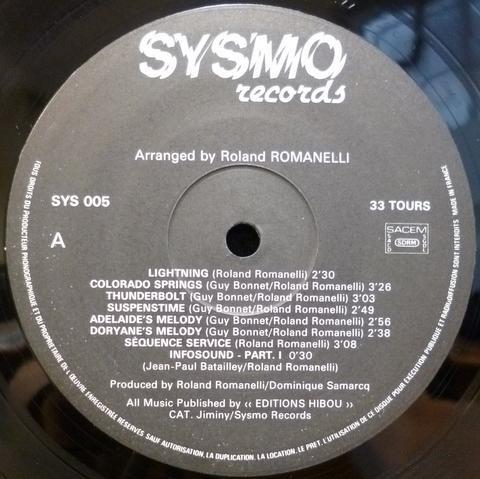 SYSMO
records
Arranged by Roland ROMANELLI
SYS 005
33 TOURS
A
SACEM
SACD SDRM SGDL
LIGHTNING (Roland Romanelli) 2'30
COLORADO SPRINGS (Guy Bonnet/Roland Romanelli) 3'26
THUNDERBOLT (Guy Bonnet/Roland Romanelli) 3'03
SUSPENSTIME (Guy Bonnet/Roland Romanelli) 2'49
ADELAIDE'S MELODY (Guy Bonnet/Roland Romanelli) 2'56
DORYANE'S MELODY (Guy Bonnet/Roland Romanelli) 2'38
SÉQUENCE SERVICE (Roland Romanelli) 3'08
INFOSOUND - PART. I 0'30
(Jean-Paul Batailley/Roland Romanelli)
Produced by Roland Romanelli/Dominique Samarcq
All Music Published by ‹‹ EDITIONS HIBOU ››
CAT. Jiminy/Sysmo Records
TOUS DROITS DU PRODUCTEUR PHONOGRAPHIQUE ET DU PROPRIETAIRE DE L'ŒUVRE ENREGISTRÉE RÉSERVÉS SAUF AUTORISATION, LA DUPLICATION, LA LOCATION, LE PRET, L'UTILISATION DE CE DISQUE POUR EXECUTION PUBLIQUE ET RADIODIFFUSION SONT INTERDITS MADE IN FRANCE